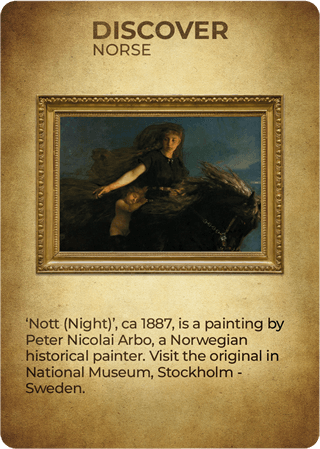 DISCOVER
NORSE
‘Nott (Night)’, ca 1887, is a painting by
Peter Nicolai Arbo, a Norwegian
historical painter. Visit the original in
National Museum, Stockholm -
Sweden.